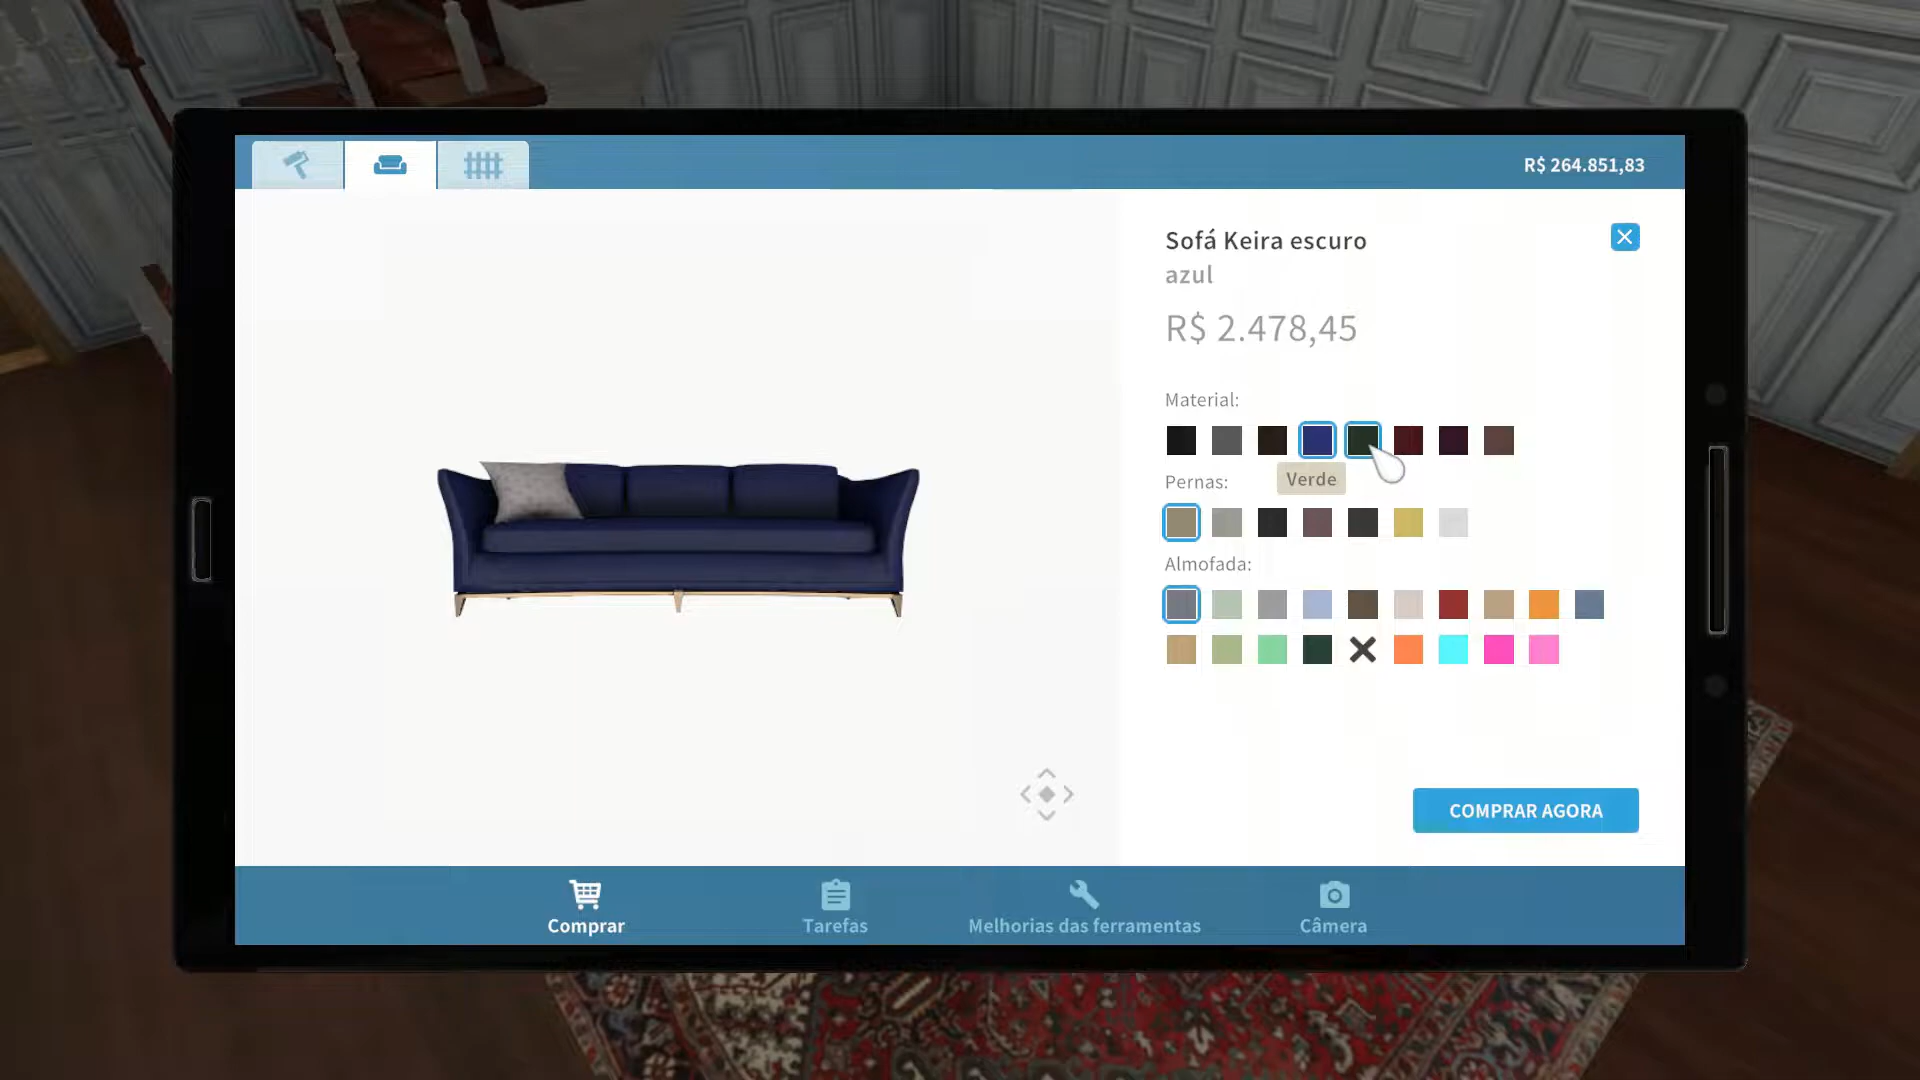 R$ 264.851,83
Sofá Keira escuro
azul
R$ 2.478,45
Material:
Verde
Pernas:
Almofada:
COMPRAR AGORA
Comprar
Tarefas
Melhorias das ferramentas
Câmera